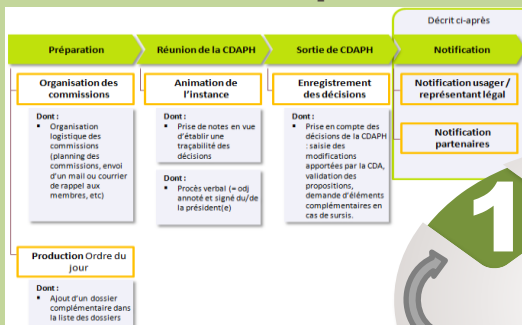 Décrit ci-après
Préparation
Réunion de la CDAPH
Sortie de CDAPH
Notification
Organisation des
commissions
Dont :
▪ Organisation
logistique des
commissions
(planning des
commissions, envoi
d'un mail ou courrier
de rappel aux
membres, etc)
Production Ordre du
jour
Dont :
▪ Ajout d'un dossier
complémentaire dans
la liste des dossiers
Animation de
l'instance
Dont :
▪ Prise de notes en vue
d'établir une
traçabilité des
décisions
Dont :
▪ Procès verbal (= odj
annoté et signé du/de
la président(e)
Enregistrement
des décisions
Dont :
▪ Prise en compte des
décisions de la CDAPH
: saisie des
modifications
apportées par la CDA,
validation des
propositions,
demande d'éléments
complémentaires en
cas de sursis.
Notification usager /
représentant légal
Notification
partenaires
1